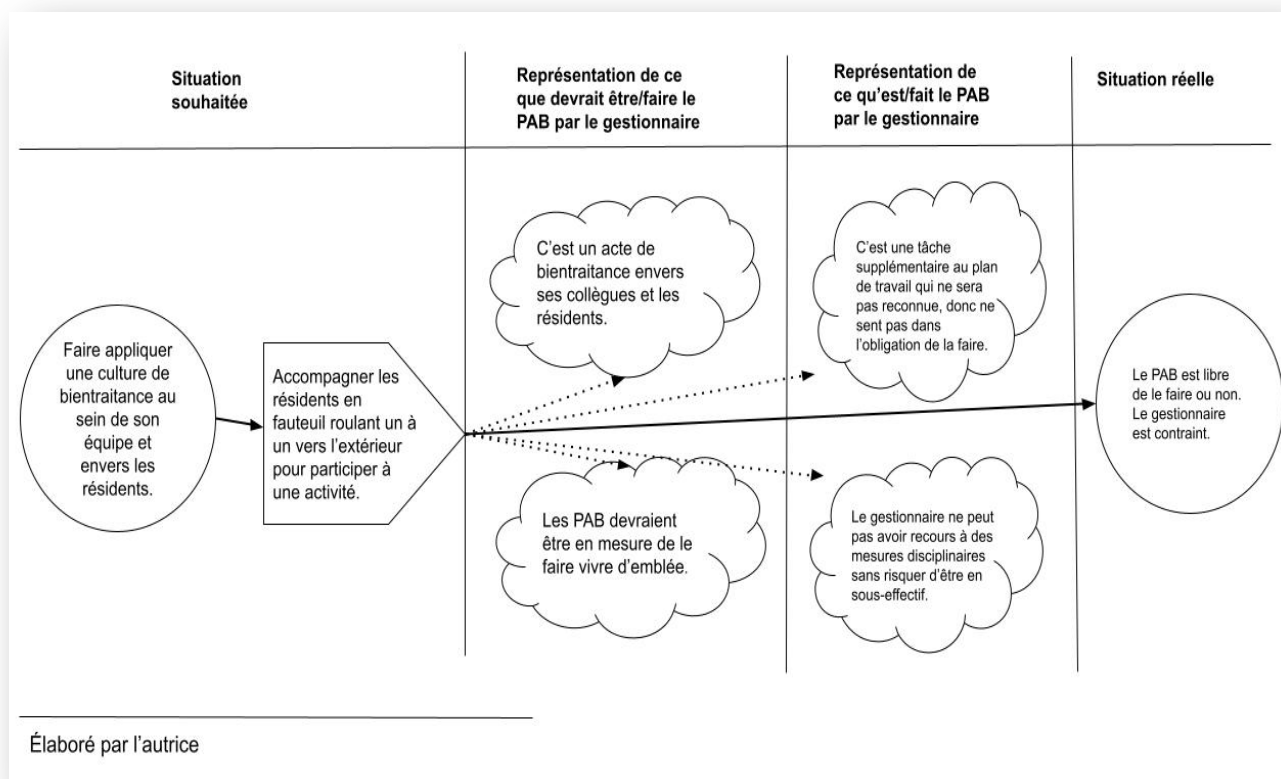 Situation
souhaitée
Représentation de ce
que devrait être/faire le
PAB par le gestionnaire
Représentation de
ce qu’est/fait le PAB
par le gestionnaire
Situation réelle
Faire appliquer
une culture de
bientraitance au
sein de son
équipe et
envers les
résidents.
Accompagner les
résidents en
fauteuil roulant un à
un vers l’extérieur
pour participer à
une activité.
C’est un acte de
bientraitance envers
ses collègues et les
résidents.
Les PAB devraient
être en mesure de le
faire vivre d’emblée.
C’est une tâche
supplémentaire au plan
de travail qui ne sera
pas reconnue, donc ne
sent pas dans
l’obligation de la faire.
Le gestionnaire ne peut
pas avoir recours à des
mesures disciplinaires
sans risquer d’être en
sous-effectif.
Le PAB est libre
de le faire ou non.
Le gestionnaire
est contraint.
Élaboré par l’autrice